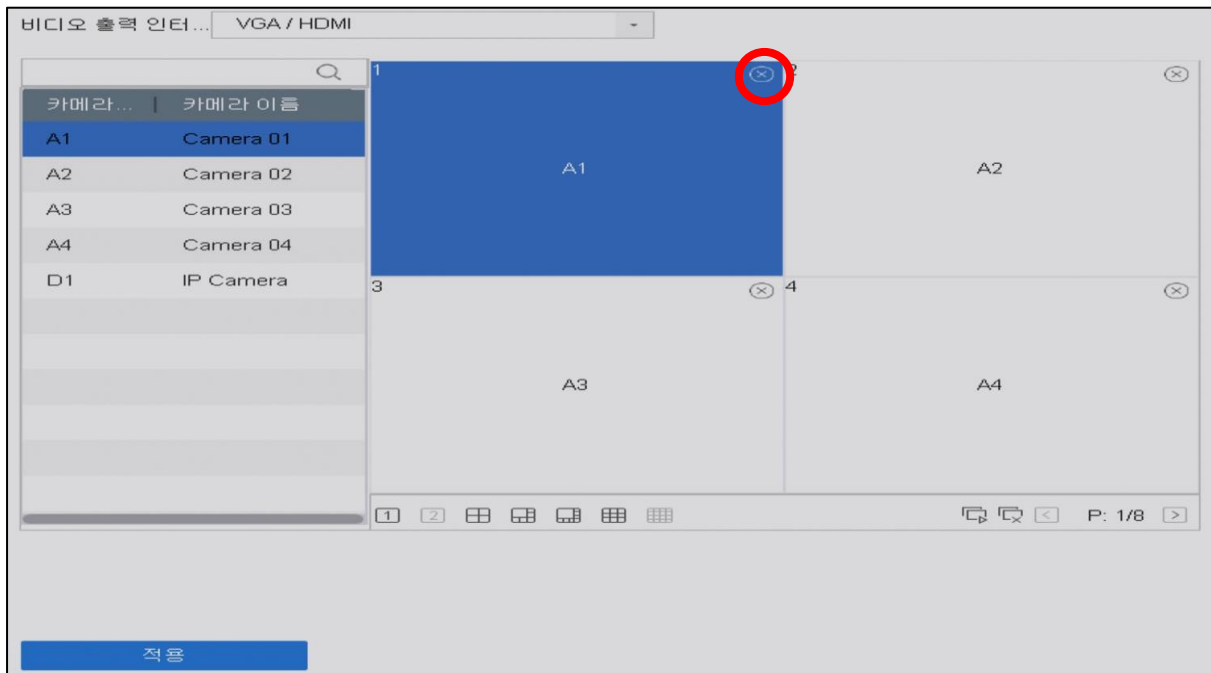 비디오 출력 인터... VGA / HDMI
카메라... 카메라 이름
A1 Camera 01
A2 Camera 02
A3 Camera 03
A4 Camera 04
D1 IP Camera
1 2
A1 A2
3 4
A3 A4
1 2 P: 1/8
적용